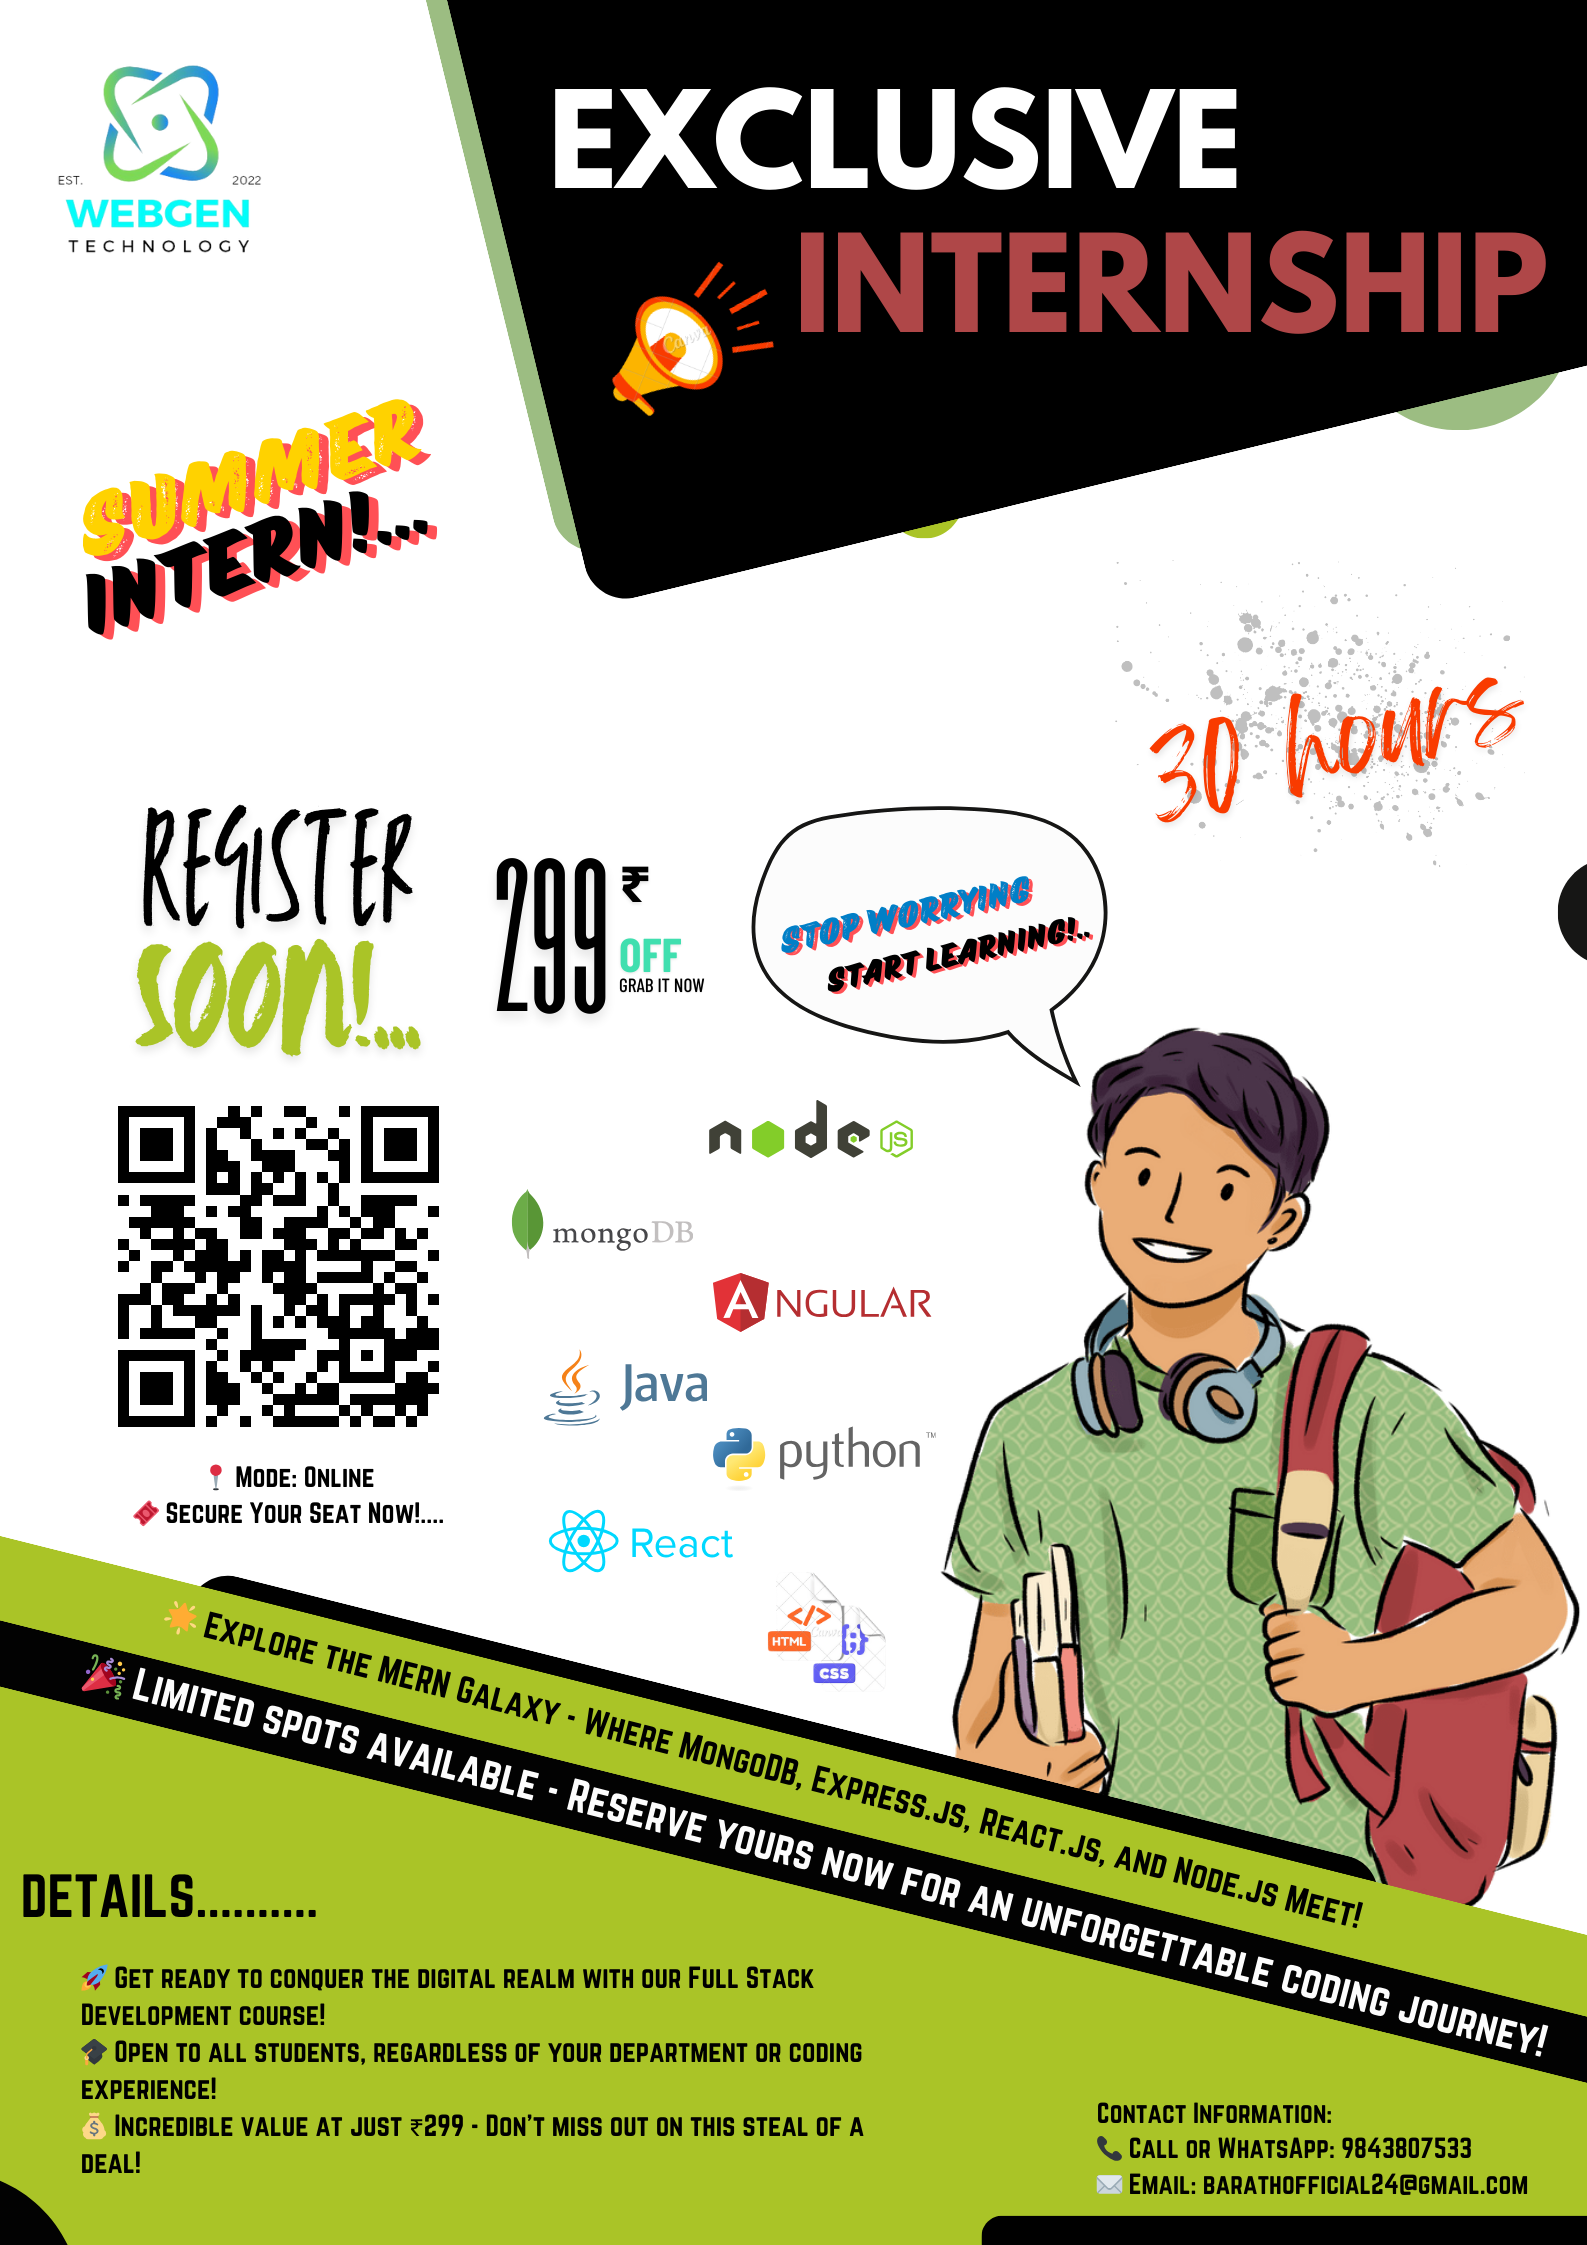 EST. 2022
WEBGEN
TECHNOLOGY
EXCLUSIVE
INTERNSHIP
Canva
SUMMER
INTERN!...
30 hours
REGISTER
SOON!...
299 ₹
OFF
GRAB IT NOW
STOP WORRYING
START LEARNING!..
node JS
mongoDB
ANGULAR
Java
python TM
React
</>
HTML
{;}
CSS
📍 Mode: Online
🎟️ Secure Your Seat Now!....
🌟 Explore the MERN Galaxy - Where MongoDB, Express.js, React.js, and Node.js Meet!
🎉 Limited spots available - Reserve yours now for an unforgettable coding journey!
DETAILS..........
🚀 Get ready to conquer the digital realm with our Full Stack
Development course!
🎓 Open to all students, regardless of your department or coding
experience!
💰 Incredible value at just ₹299 - Don't miss out on this steal of a
deal!
Contact Information:
📞 Call or WhatsApp: 9843807533
✉️ Email: barathofficial24@gmail.com